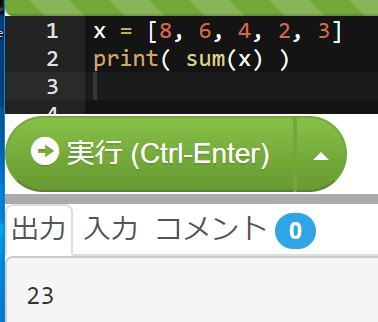 1 x = [8, 6, 4, 2, 3]
2 print( sum(x) )
3
4
実行 (Ctrl-Enter)
出力 入力 コメント 0
23